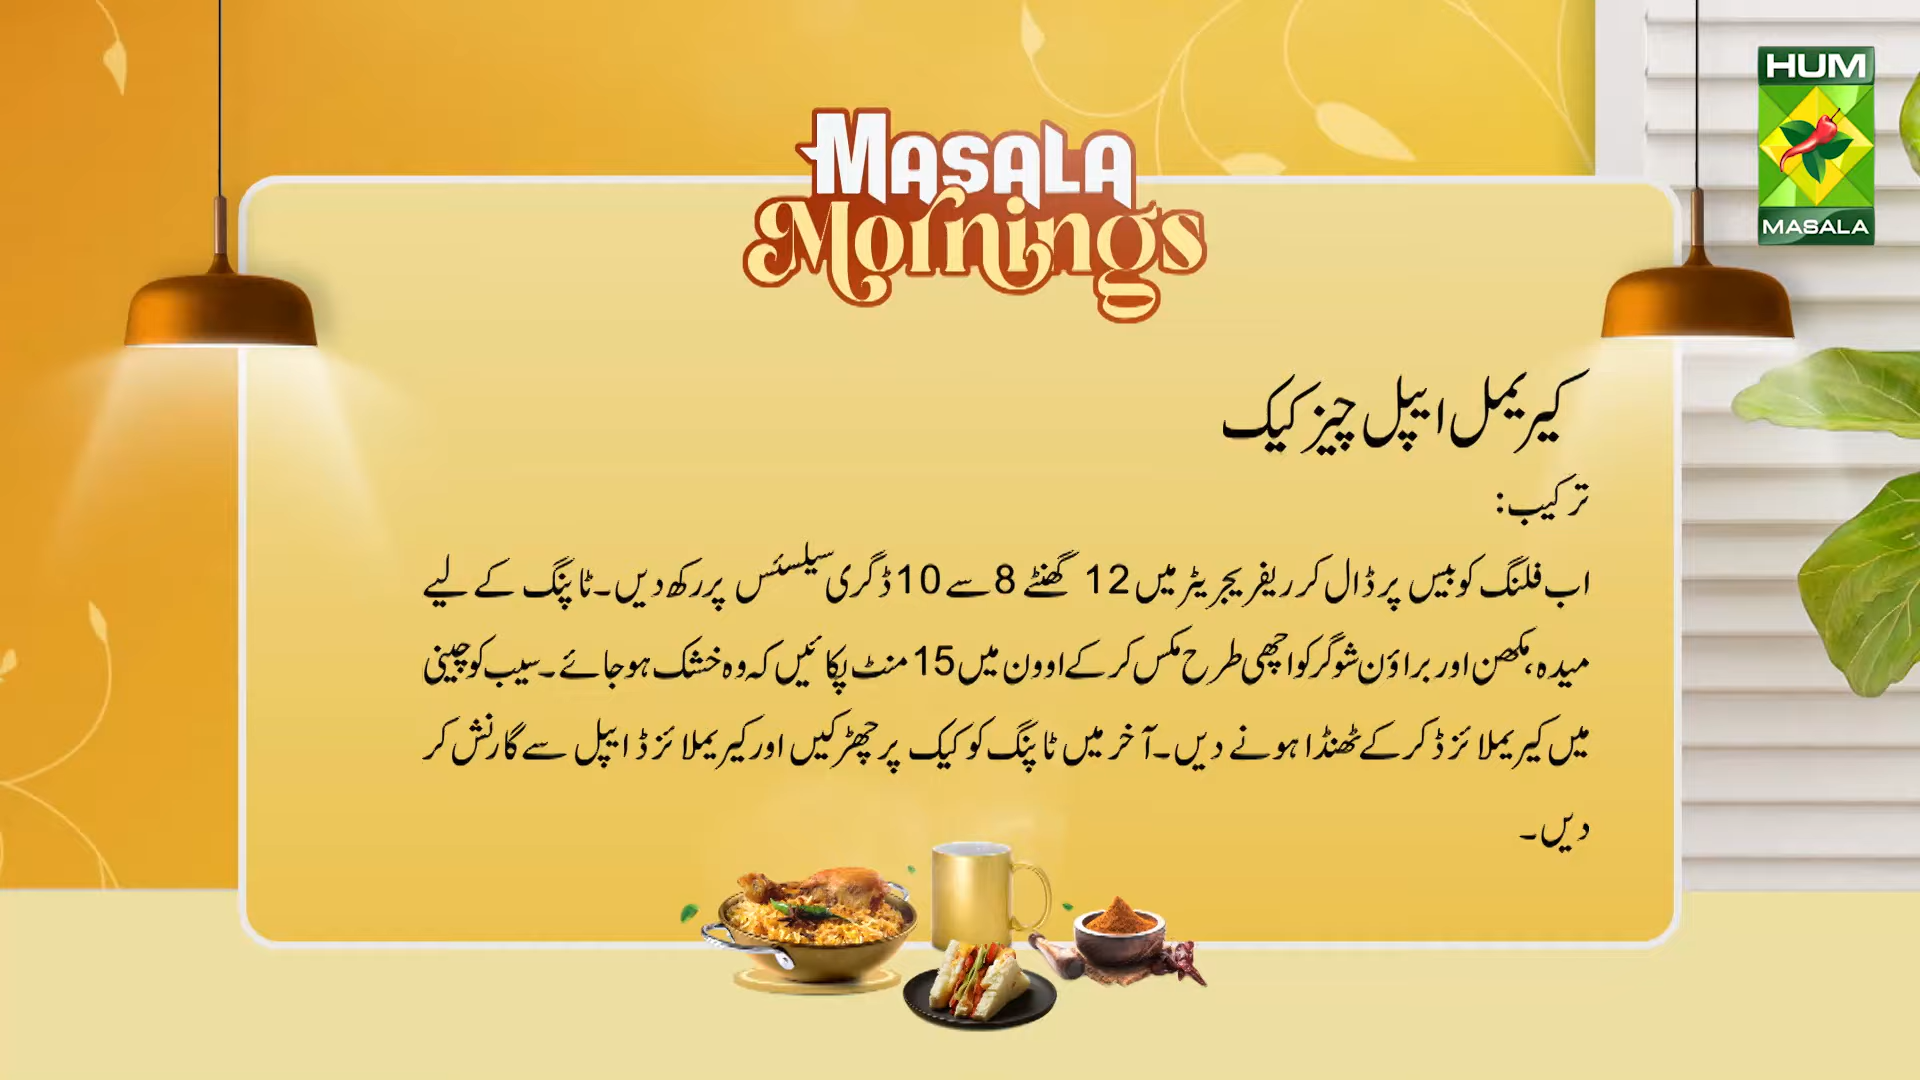 HUM
MASALA
MASALA
Mornings
کیریمل ایپل چیز کیک
ترکیب:
اب فلنگ کو بیس پر ڈال کر ریفریجریٹر میں 12 گھنٹے 8 سے 10 ڈگری سیلسئس پر رکھ دیں۔ ٹاپنگ کے لیے
میدہ، مکھن اور براؤن شوگر کو اچھی طرح مکس کر کے اوون میں 15 منٹ پکائیں کہ وہ خشک ہو جائے۔ سیب کو چینی
میں کیریملائزڈ کر کے ٹھنڈا ہونے دیں۔ آخر میں ٹاپنگ کو کیک پر چھڑکیں اور کیریملائزڈ ایپل سے گارنش کر
دیں۔